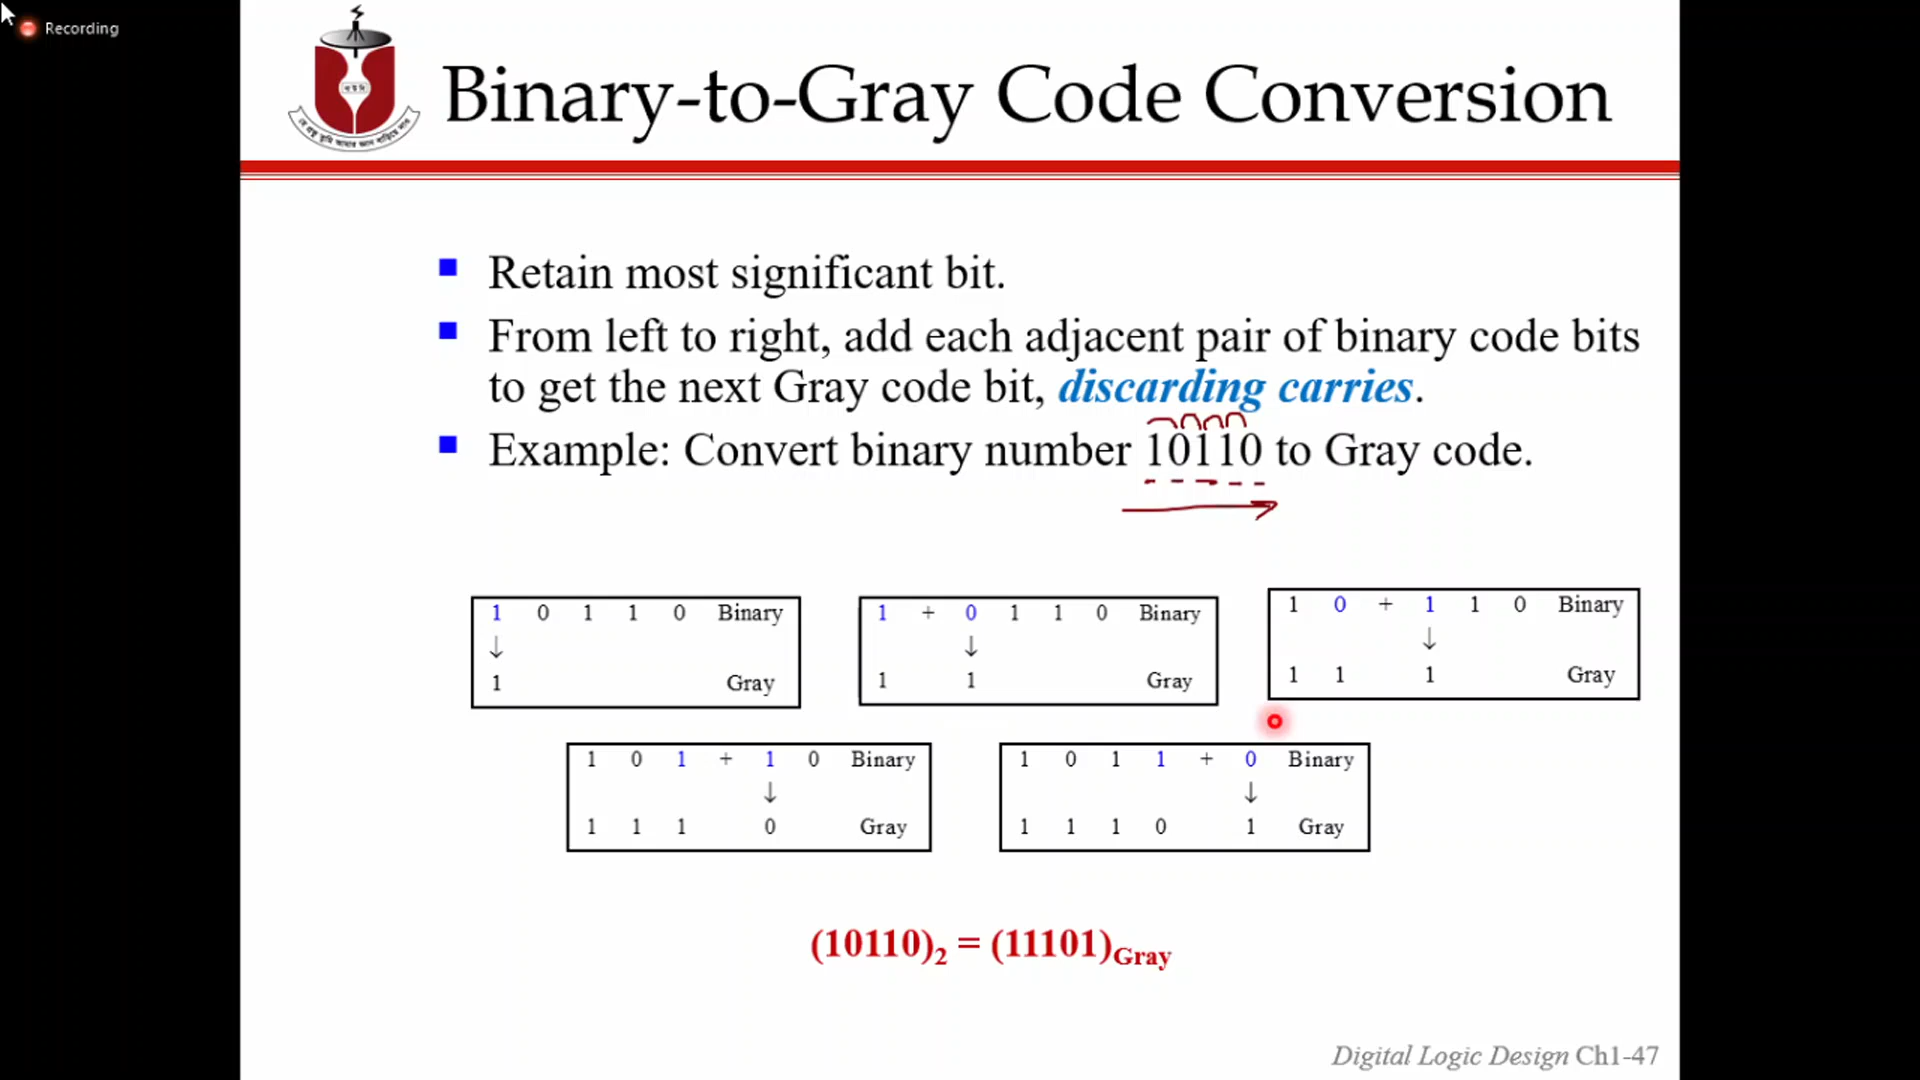 Recording
Binary-to-Gray Code Conversion
Retain most significant bit.
From left to right, add each adjacent pair of binary code bits
to get the next Gray code bit, discarding carries.
Example: Convert binary number 10110 to Gray code.
1 0 1 1 0 Binary
↓
1 Gray
1 + 0 1 1 0 Binary
↓
1 1 Gray
1 0 + 1 1 0 Binary
↓
1 1 1 Gray
1 0 1 + 1 0 Binary
↓
1 1 1 0 Gray
1 0 1 1 + 0 Binary
↓
1 1 1 0 1 Gray
(10110)2 = (11101)Gray
Digital Logic Design Ch1-47